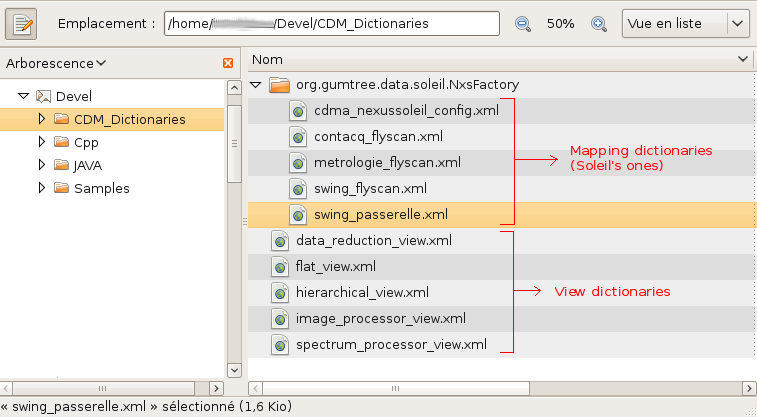 Emplacement :
/home/ /Devel/CDM_Dictionaries
50%
Vue en liste
Arborescence
Nom
Devel
CDM_Dictionaries
Cpp
JAVA
Samples
org.gumtree.data.soleil.NxsFactory
cdma_nexussoleil_config.xml
contacq_flyscan.xml
metrologie_flyscan.xml
swing_flyscan.xml
swing_passerelle.xml
data_reduction_view.xml
flat_view.xml
hierarchical_view.xml
image_processor_view.xml
spectrum_processor_view.xml
Mapping dictionaries
(Soleil's ones)
View dictionaries
« swing_passerelle.xml » sélectionné (1,6 Kio)